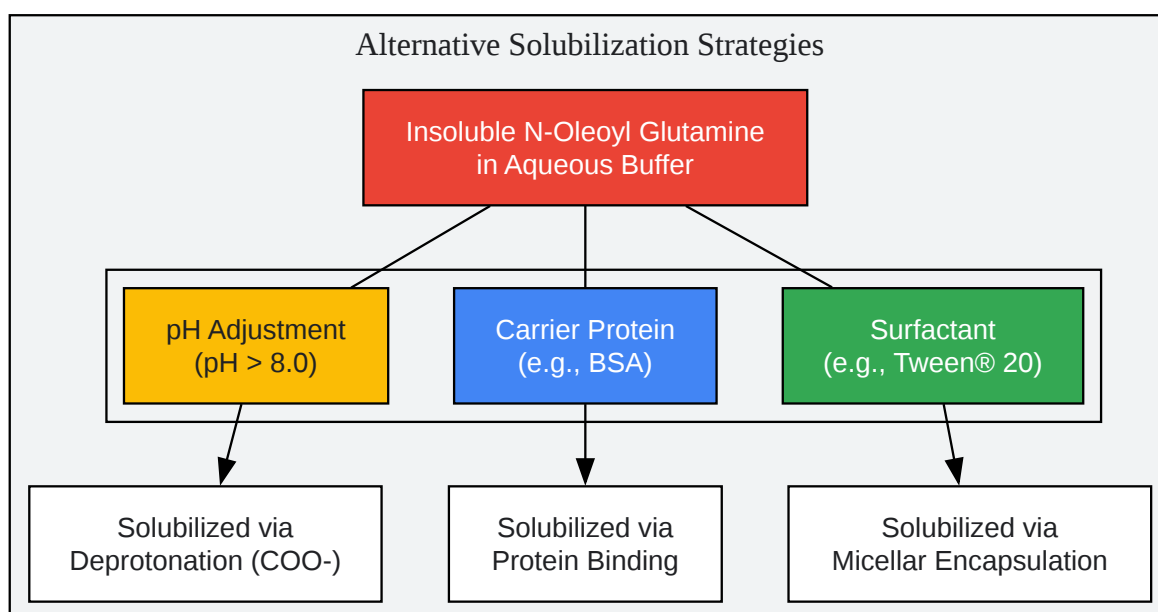 Alternative Solubilization Strategies
Insoluble N-Oleoyl Glutamine
in Aqueous Buffer
pH Adjustment
(pH > 8.0)
Carrier Protein
(e.g., BSA)
Surfactant
(e.g., Tween® 20)
Solubilized via
Deprotonation (COO-)
Solubilized via
Protein Binding
Solubilized via
Micellar Encapsulation